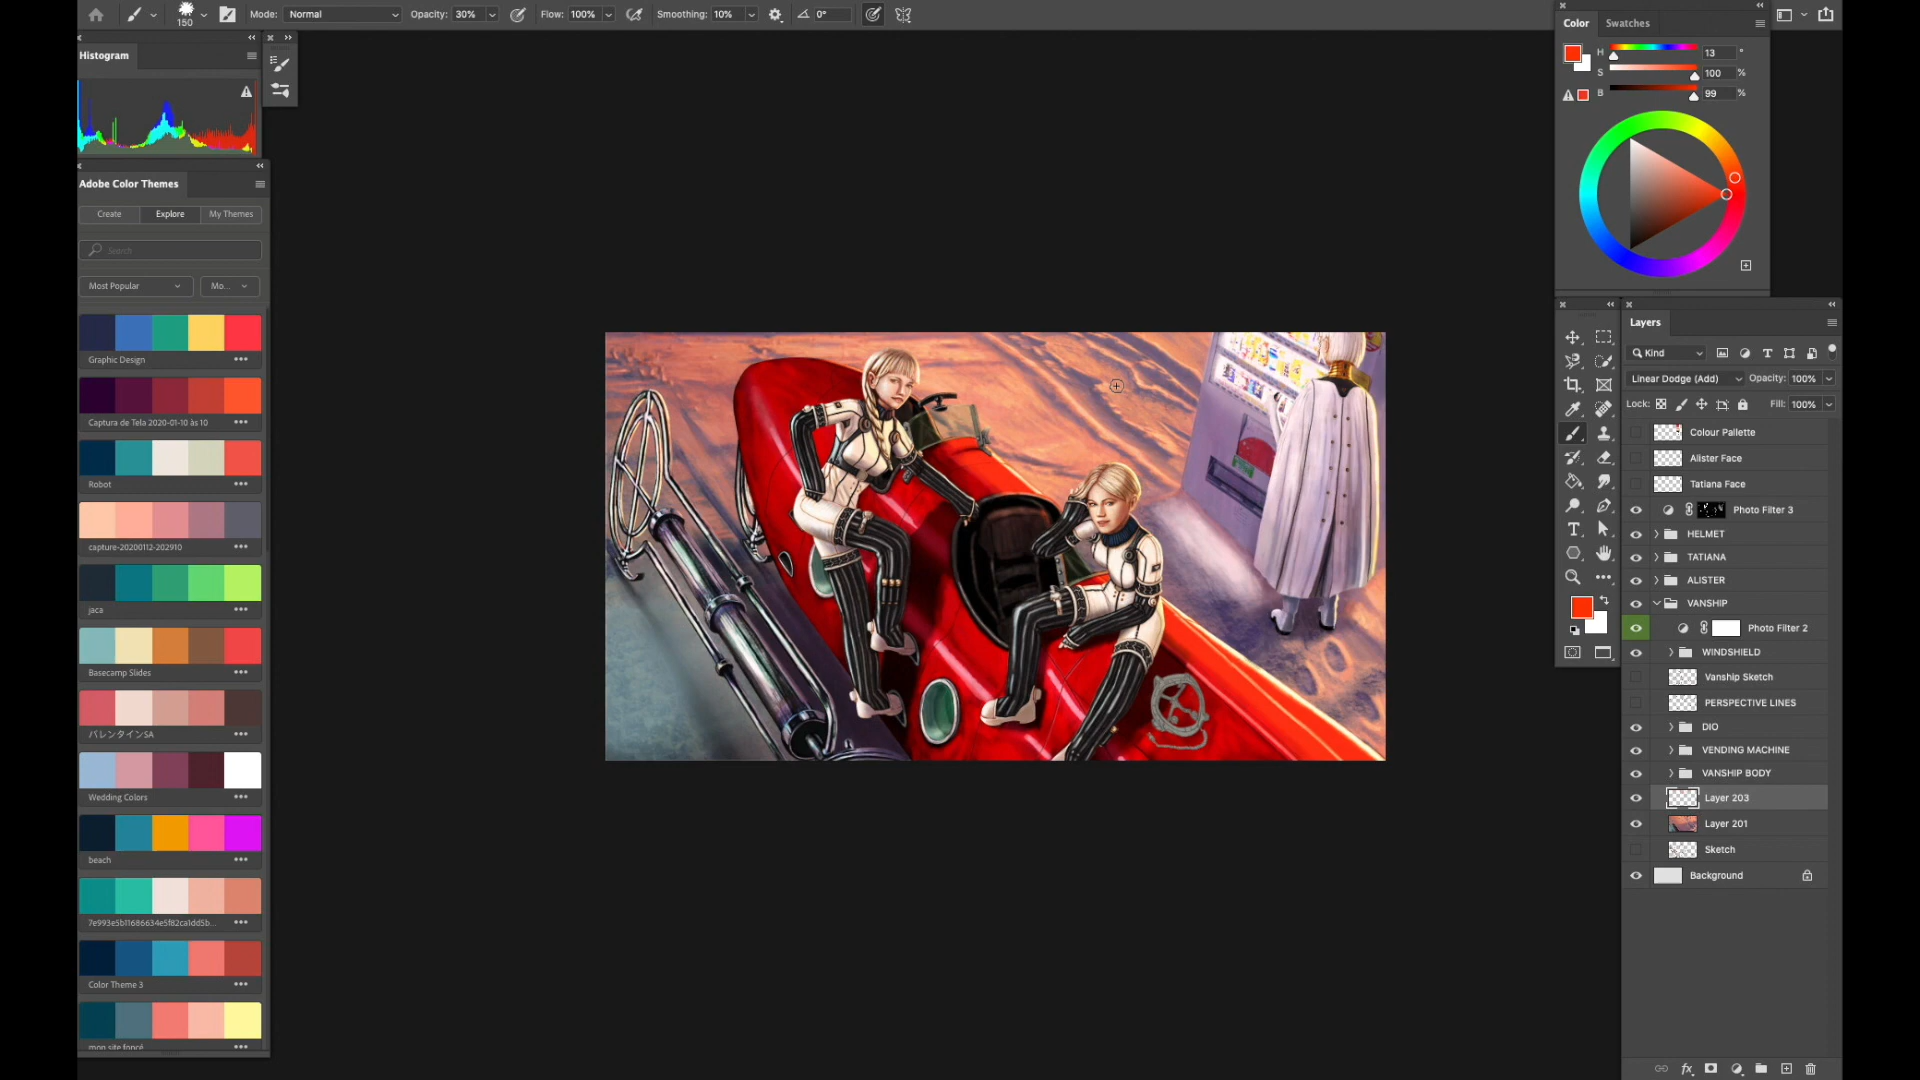 150 Mode: Normal Opacity: 30% Flow: 100% Smoothing: 10% 0°
Histogram
Adobe Color Themes
Create Explore My Themes
Search
Most Popular Mo...
Graphic Design
Captura de Tela 2020-01-10 às 10
Robot
capture-20200112-202910
jaca
Basecamp Slides
バレンタインSA
Wedding Colors
beach
7e993e5b11686634e5f82ca1dd5b...
Color Theme 3
mon site foncé
Color Swatches
H 13 °
S 100 %
B 99 %
Layers
Kind
Linear Dodge (Add) Opacity: 100%
Lock: Fill: 100%
Colour Pallette
Alister Face
Tatiana Face
Photo Filter 3
HELMET
TATIANA
ALISTER
VANSHIP
Photo Filter 2
WINDSHIELD
Vanship Sketch
PERSPECTIVE LINES
DIO
VENDING MACHINE
VANSHIP BODY
Layer 203
Layer 201
Sketch
Background